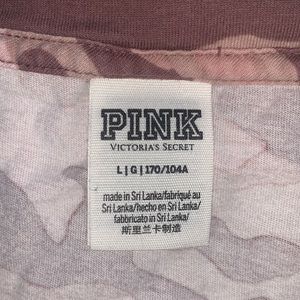 PINK
VICTORIA'S SECRET
L | G | 170/104A
made in Sri Lanka/fabriqué au
Sri Lanka/hecho en Sri Lanka/
fabbricato in Sri Lanka/
斯里兰卡制造